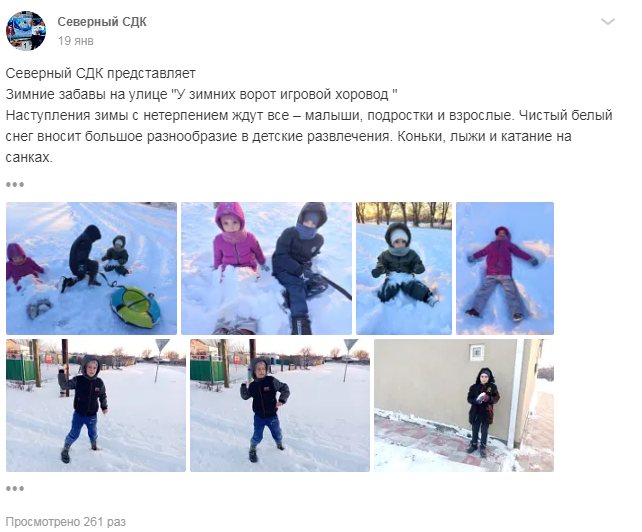 Северный СДК
19 янв
Северный СДК представляет
Зимние забавы на улице "У зимних ворот игровой хоровод "
Наступления зимы с нетерпением ждут все – малыши, подростки и взрослые. Чистый белый
снег вносит большое разнообразие в детские развлечения. Коньки, лыжи и катание на
санках.
Просмотрено 261 раз